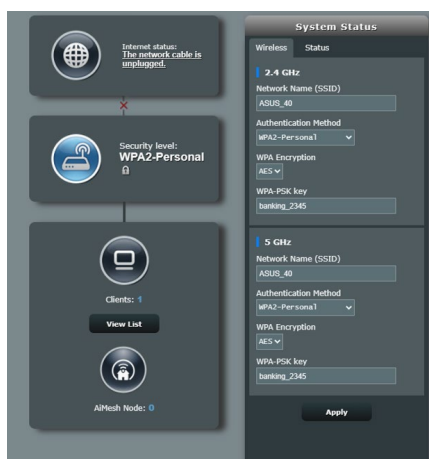 Internet status:
The network cable is
unplugged.
Security level:
WPA2-Personal
Clients: 1
View List
AiMesh Node: 0
System Status
Wireless Status
2.4 GHz
Network Name (SSID)
ASUS_40
Authentication Method
WPA2-Personal
WPA Encryption
AES
WPA-PSK key
banking_2345
5 GHz
Network Name (SSID)
ASUS_40
Authentication Method
WPA2-Personal
WPA Encryption
AES
WPA-PSK key
banking_2345
Apply